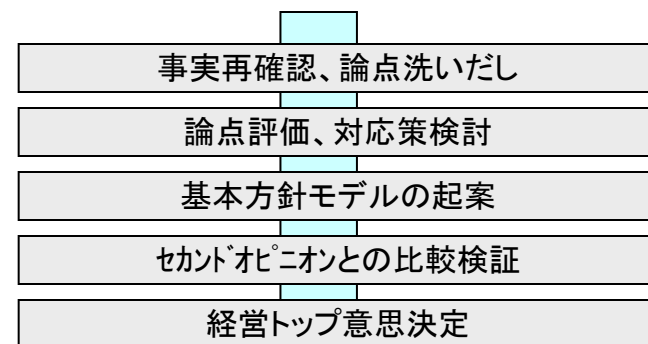 事実再確認、論点洗いだし
論点評価、対応策検討
基本方針モデルの起案
ｾｶﾝﾄﾞｵﾋﾟﾆｵﾝとの比較検証
経営トップ意思決定